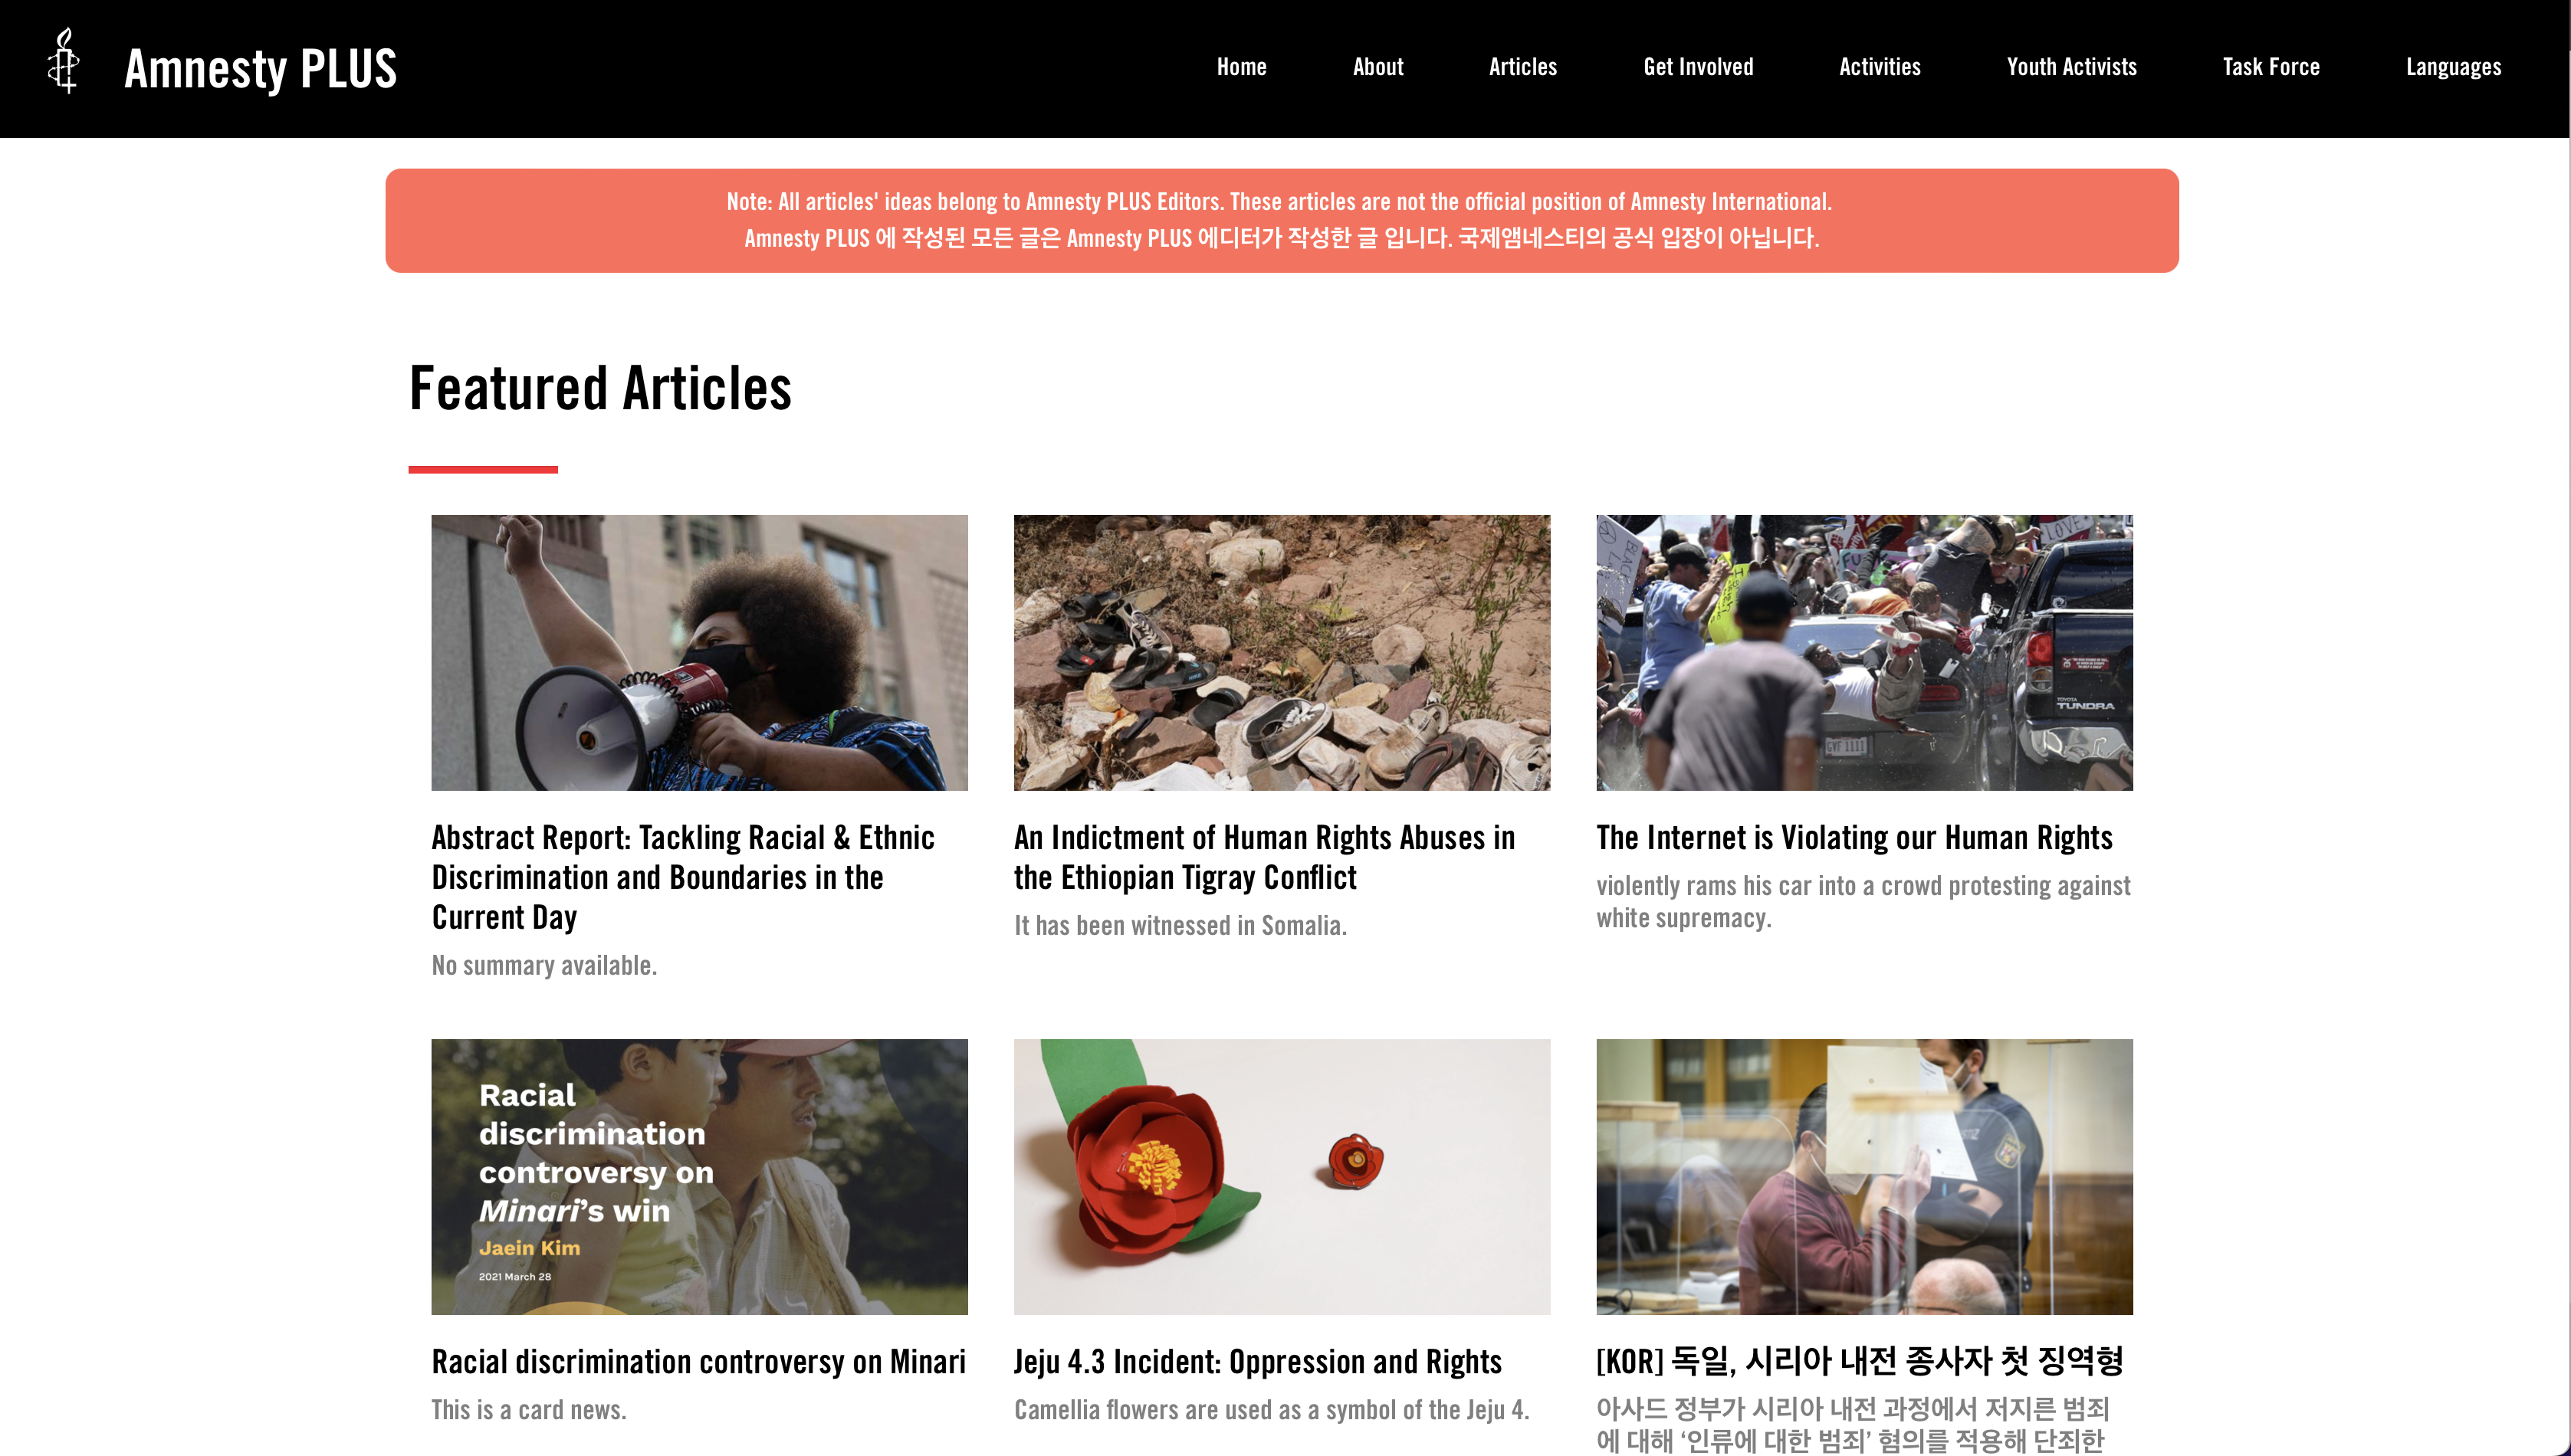 Amnesty PLUS
Home About Articles Get Involved Activities Youth Activists Task Force Languages
Note: All articles' ideas belong to Amnesty PLUS Editors. These articles are not the official position of Amnesty International.
Amnesty PLUS 에 작성된 모든 글은 Amnesty PLUS 에디터가 작성한 글 입니다. 국제앰네스티의 공식 입장이 아닙니다.
Featured Articles
LOVE
TOYOTA
TUNDRA
GVF 1111
Abstract Report: Tackling Racial & Ethnic
Discrimination and Boundaries in the
Current Day
No summary available.
An Indictment of Human Rights Abuses in
the Ethiopian Tigray Conflict
It has been witnessed in Somalia.
The Internet is Violating our Human Rights
violently rams his car into a crowd protesting against
white supremacy.
Racial
discrimination
controversy on
Minari's win
Jaein Kim
2021 March 28
Racial discrimination controversy on Minari
This is a card news.
Jeju 4.3 Incident: Oppression and Rights
Camellia flowers are used as a symbol of the Jeju 4.
[KOR] 독일, 시리아 내전 종사자 첫 징역형
아사드 정부가 시리아 내전 과정에서 저지른 범죄
에 대해 ‘인류에 대한 범죄’ 혐의를 적용해 단죄한